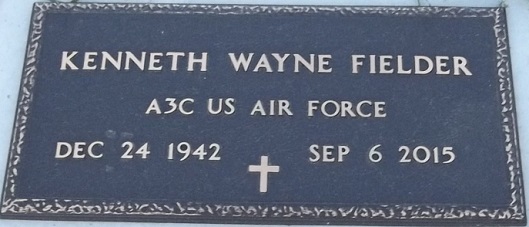 KENNETH WAYNE FIELDER
A3C US AIR FORCE
DEC 24 1942 SEP 6 2015